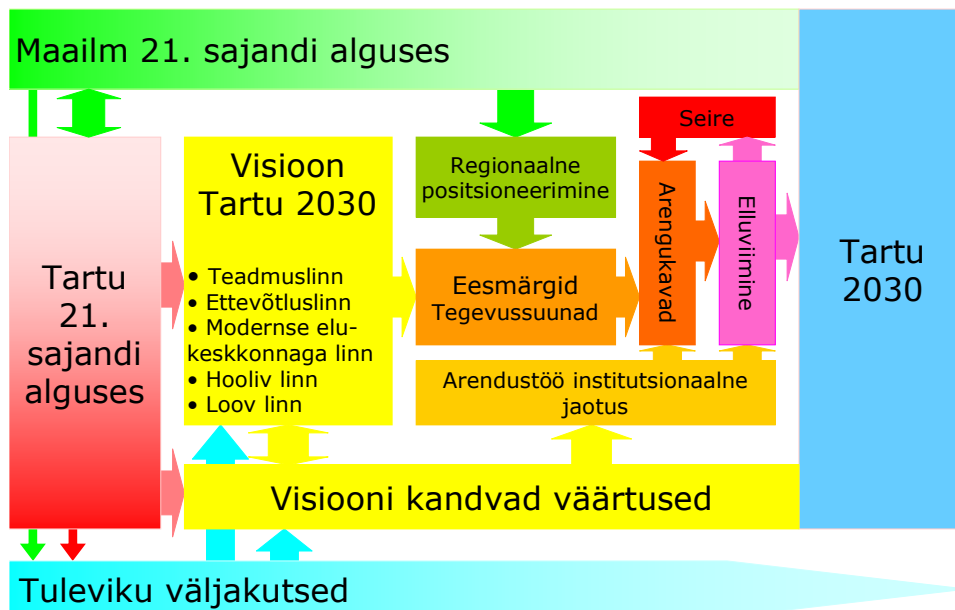 Maailm 21. sajandi alguses
Tartu
21.
sajandi
alguses
Visioon
Tartu 2030
• Teadmuslinn
• Ettevõtluslinn
• Modernse elu-
keskkonnaga linn
• Hooliv linn
• Loov linn
Regionaalne
positsioneerimine
Eesmärgid
Tegevussuunad
Seire
Arengukavad
Elluviimine
Arendustöö institutsionaalne
jaotus
Visiooni kandvad väärtused
Tartu
2030
Tuleviku väljakutsed